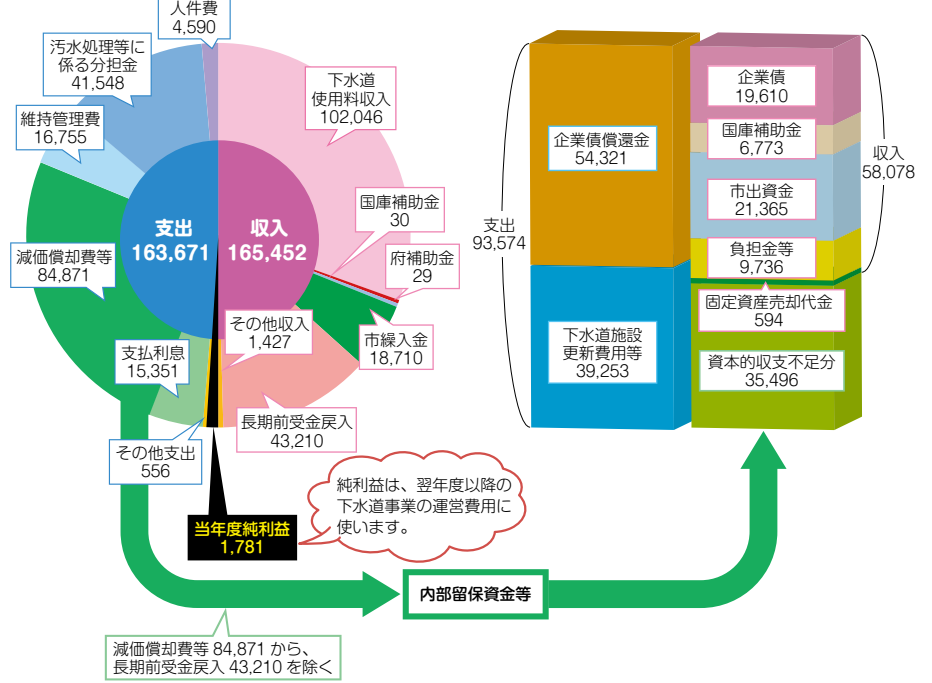 人件費
4,590
汚水処理等に
係る分担金
41,548
維持管理費
16,755
減価償却費等
84,871
支払利息
15,351
その他支出
556
支出
163,671
収入
165,452
下水道
使用料収入
102,046
国庫補助金
30
府補助金
29
市繰入金
18,710
その他収入
1,427
長期前受金戻入
43,210
当年度純利益
1,781
純利益は、翌年度以降の
下水道事業の運営費用に
使います。
支出
93,574
企業債償還金
54,321
下水道施設
更新費用等
39,253
企業債
19,610
国庫補助金
6,773
市出資金
21,365
負担金等
9,736
固定資産売却代金
594
資本的収支不足分
35,496
収入
58,078
内部留保資金等
減価償却費等 84,871 から、
長期前受金戻入 43,210 を除く